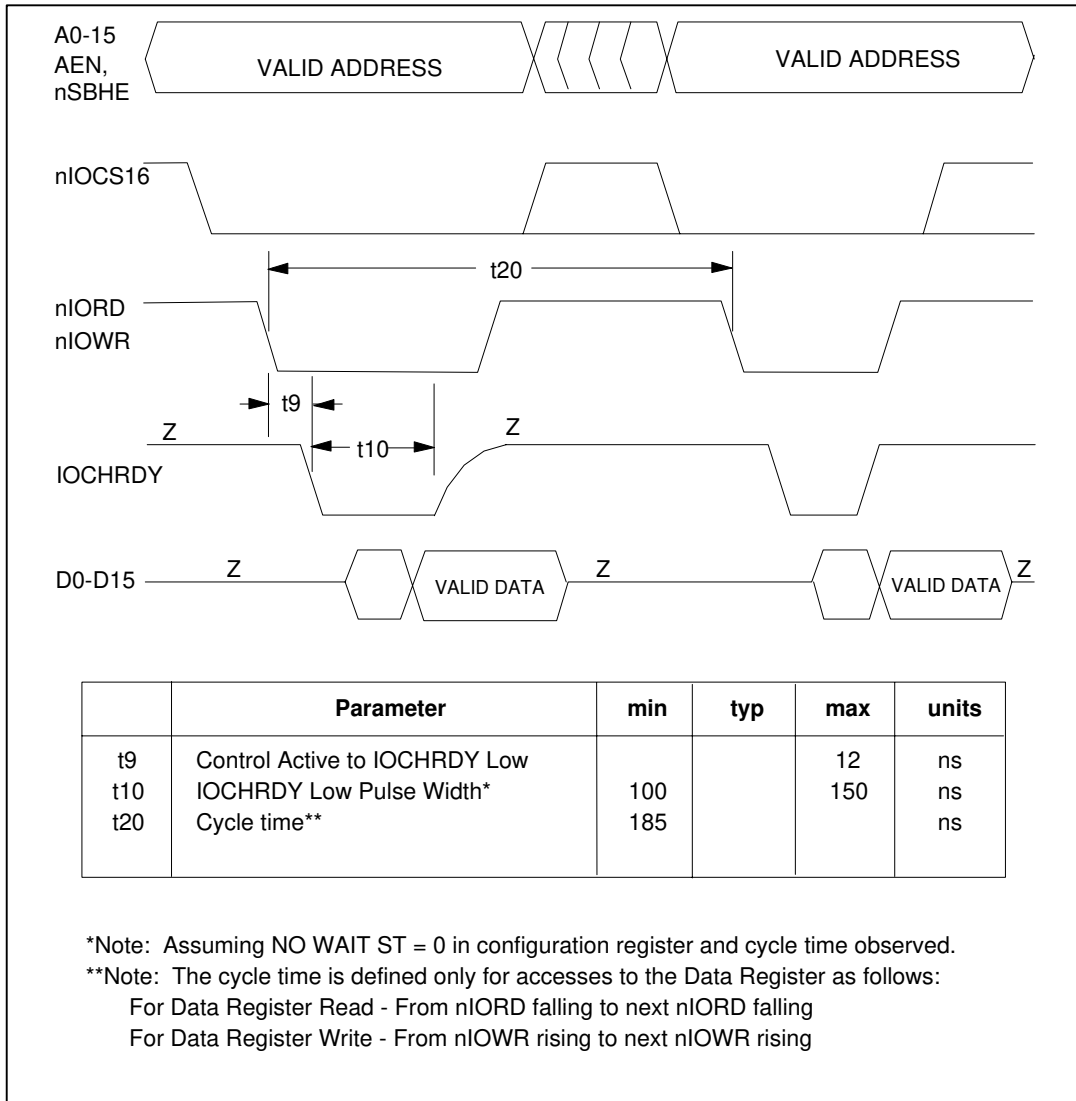 A0-15
AEN,
nSBHE
VALID ADDRESS
VALID ADDRESS
nIOCS16
t20
nIORD
nIOWR
t9
Z
t10
Z
IOCHRDY
D0-D15
Z
VALID DATA
Z
VALID DATA
Z
Parameter min typ max units
t9 Control Active to IOCHRDY Low 12 ns
t10 IOCHRDY Low Pulse Width* 100 150 ns
t20 Cycle time** 185 ns
*Note: Assuming NO WAIT ST = 0 in configuration register and cycle time observed.
**Note: The cycle time is defined only for accesses to the Data Register as follows:
For Data Register Read - From nIORD falling to next nIORD falling
For Data Register Write - From nIOWR rising to next nIOWR rising